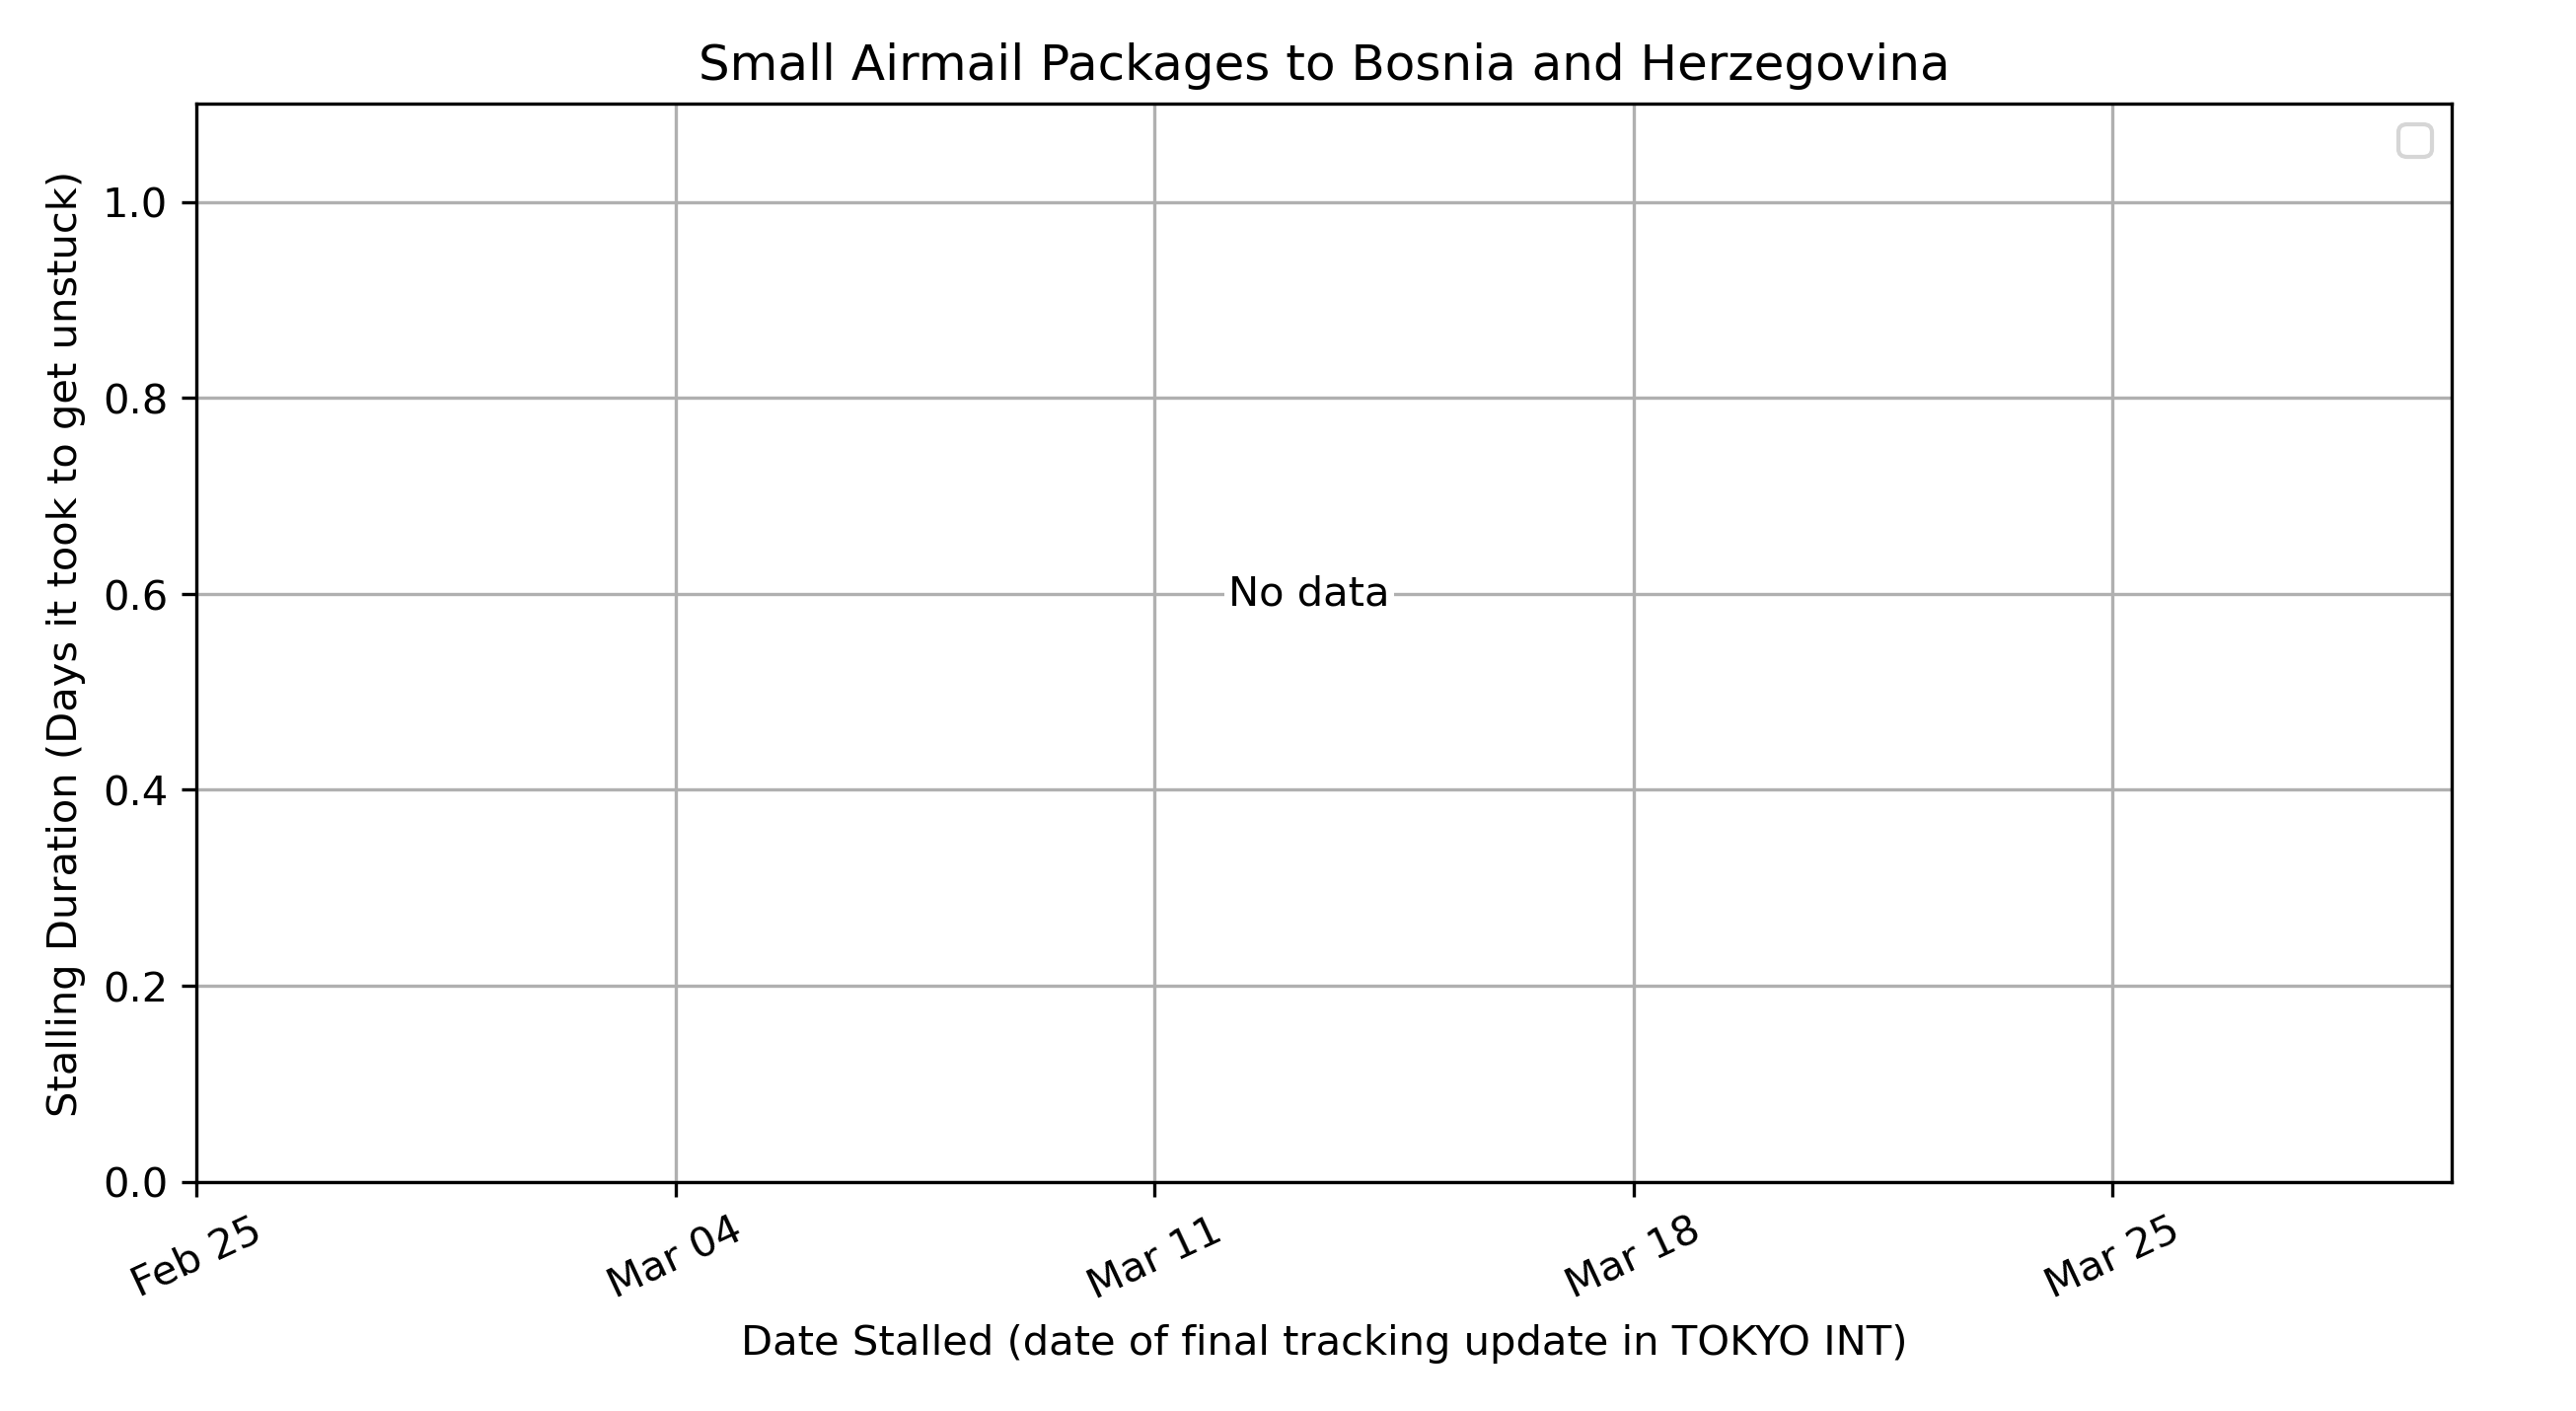 Small Airmail Packages to Bosnia and Herzegovina
Stalling Duration (Days it took to get unstuck)
1.0
0.8
0.6
0.4
0.2
0.0
No data
Feb 25
Mar 04
Mar 11
Mar 18
Mar 25
Date Stalled (date of final tracking update in TOKYO INT)